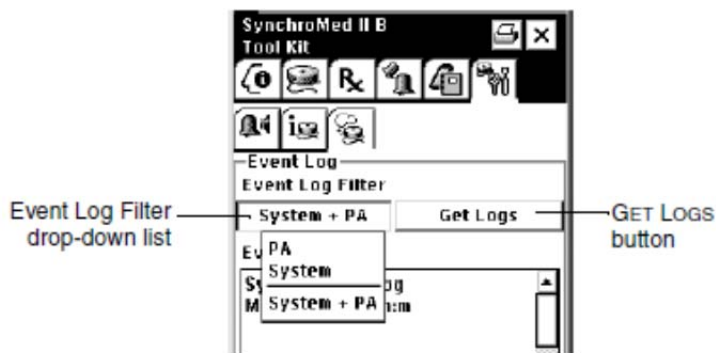 SynchroMed II B
Tool Kit
Event Log
Event Log Filter
Event Log Filter
drop-down list
System + PA
Get Logs
GET LOGS
button
PA
System
System + PA